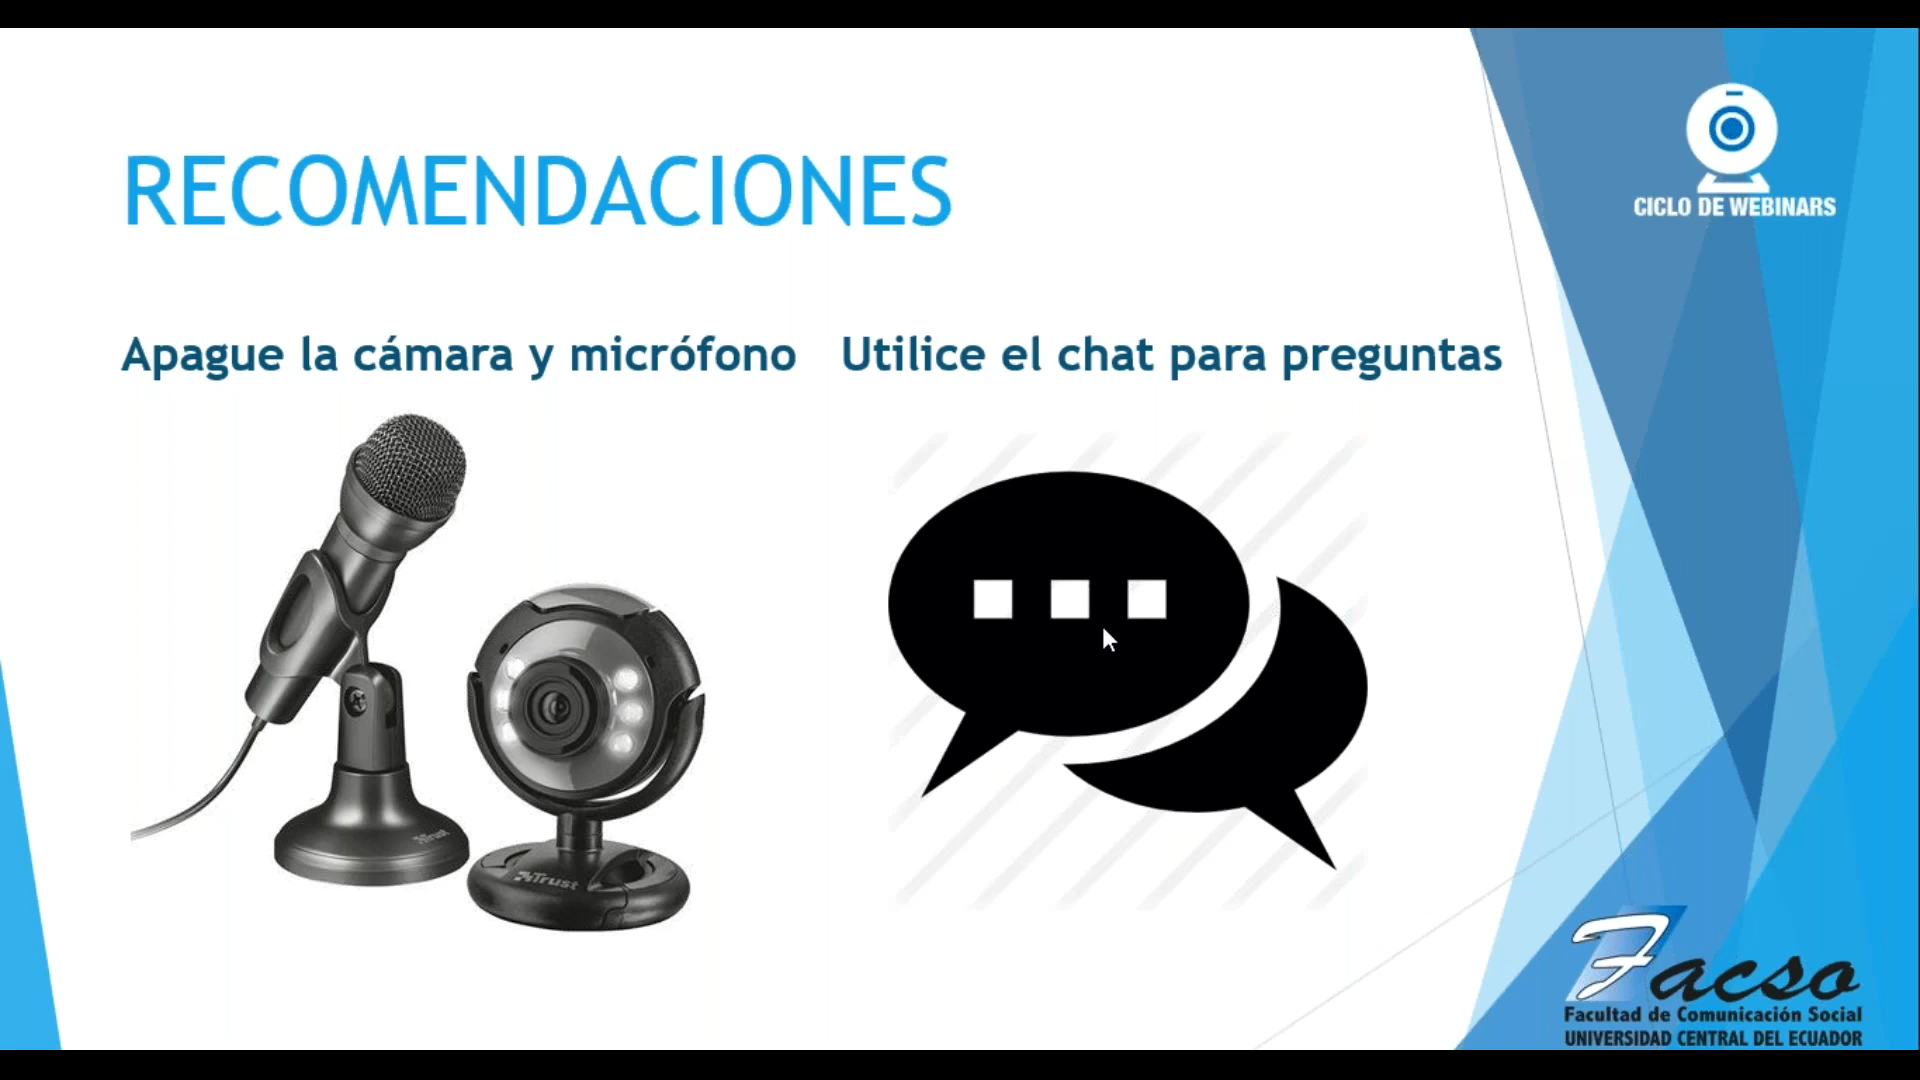 CICLO DE WEBINARS
RECOMENDACIONES
Apague la cámara y micrófono
Utilice el chat para preguntas
Trust
Trust
Facso
Facultad de Comunicación Social
UNIVERSIDAD CENTRAL DEL ECUADOR